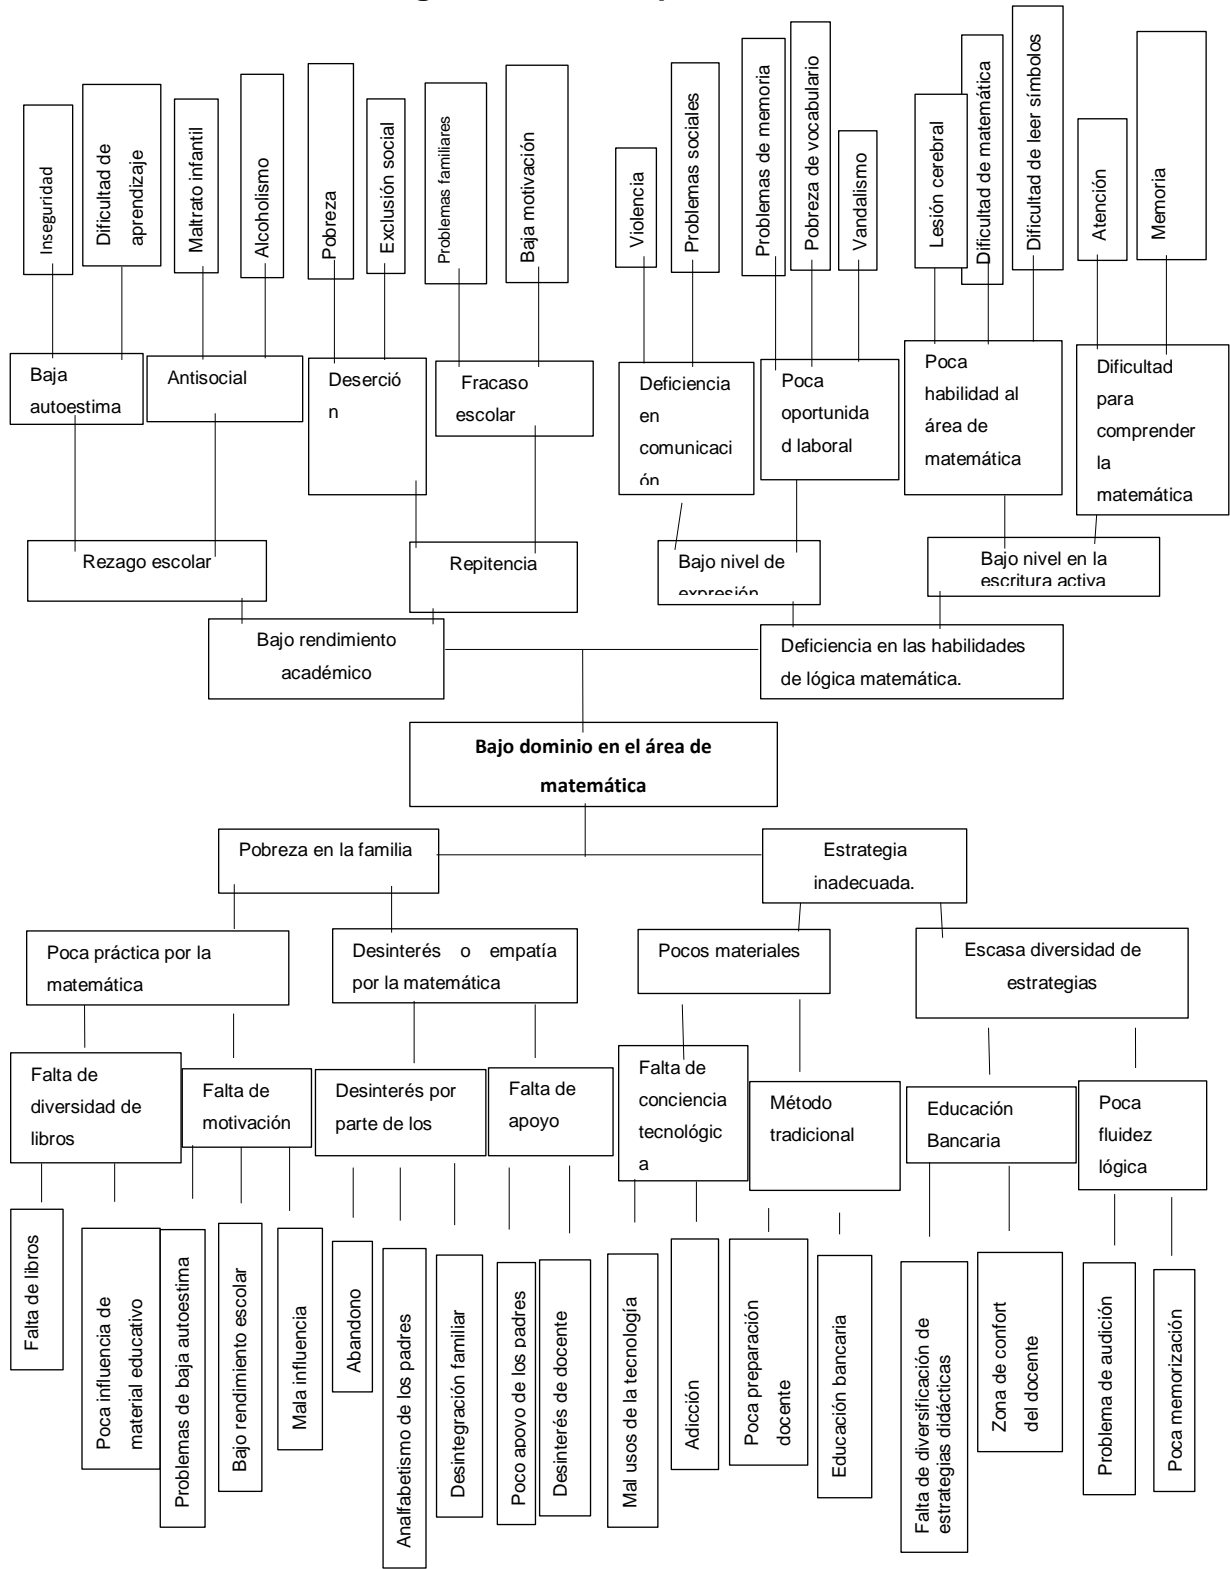 Inseguridad
Dificultad de
aprendizaje
Maltrato infantil
Alcoholismo
Pobreza
Exclusión social
Problemas familiares
Baja motivación
Violencia
Problemas sociales
Problemas de memoria
Pobreza de vocabulario
Vandalismo
Lesión cerebral
Dificultad de matemática
Dificultad de leer símbolos
Atención
Memoria
Baja
autoestima
Antisocial
Deserció
n
Fracaso
escolar
Deficiencia
en
comunicaci
ón
Poca
oportunida
d laboral
Poca
habilidad al
área de
matemática
Dificultad
para
comprender
la
matemática
Rezago escolar
Repitencia
Bajo nivel de
expresión
Bajo nivel en la
escritura activa
Bajo rendimiento
académico
Deficiencia en las habilidades
de lógica matemática.
Bajo dominio en el área de
matemática
Pobreza en la familia
Estrategia
inadecuada.
Poca práctica por la
matemática
Desinterés o empatía
por la matemática
Pocos materiales
Escasa diversidad de
estrategias
Falta de
diversidad de
libros
Falta de
motivación
Desinterés por
parte de los
Falta de
apoyo
Falta de
conciencia
tecnológic
a
Método
tradicional
Educación
Bancaria
Poca
fluidez
lógica
Falta de libros
Poca influencia de
material educativo
Problemas de baja autoestima
Bajo rendimiento escolar
Mala influencia
Abandono
Analfabetismo de los padres
Desintegración familiar
Poco apoyo de los padres
Desinterés de docente
Mal usos de la tecnología
Adicción
Poca preparación
docente
Educación bancaria
Falta de diversificación de
estrategias didácticas
Zona de confort
del docente
Problema de audición
Poca memorización